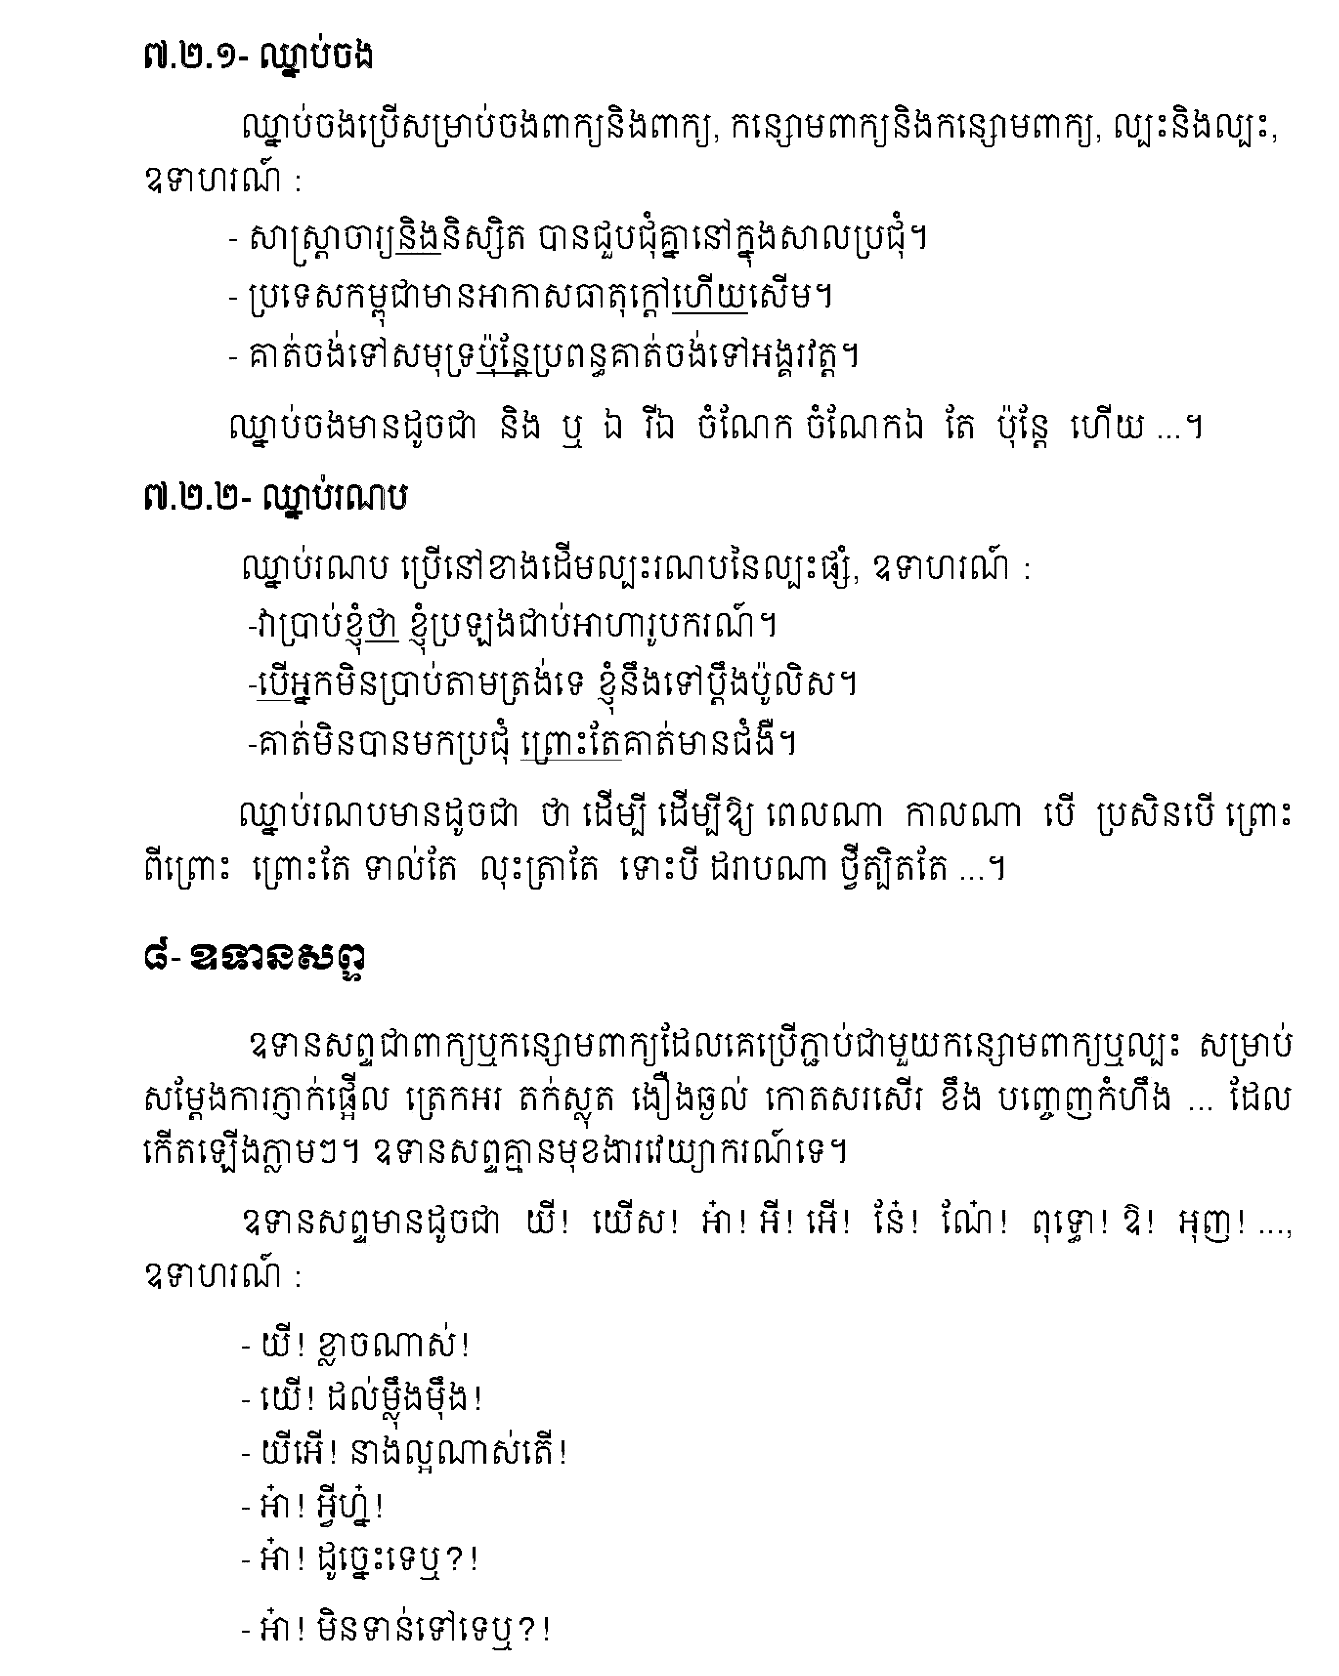 ៧.២.១- ឈ្នាប់ចង
ឈ្នាប់ចងប្រើសម្រាប់ចងពាក្យនិងពាក្យ, កន្សោមពាក្យនិងកន្សោមពាក្យ, ល្បះនិងល្បះ,
ឧទាហរណ៍ :
- សាស្ត្រាចារ្យនិងនិស្សិត បានជួបជុំគ្នានៅក្នុងសាលប្រជុំ។
- ប្រទេសកម្ពុជាមានអាកាសធាតុក្តៅហើយសើម។
- គាត់ចង់ទៅសមុទ្រប៉ុន្តែប្រពន្ធគាត់ចង់ទៅអង្គរវត្ត។
ឈ្នាប់ចងមានដូចជា និង ឬ ឯ រីឯ ចំណែក ចំណែកឯ តែ ប៉ុន្តែ ហើយ ...។
៧.២.២- ឈ្នាប់រណប
ឈ្នាប់រណប ប្រើនៅខាងដើមល្បះរណបនៃល្បះផ្សំ, ឧទាហរណ៍ :
-វាប្រាប់ខ្ញុំថា ខ្ញុំប្រឡងជាប់អាហារូបករណ៍។
-បើអ្នកមិនប្រាប់តាមត្រង់ទេ ខ្ញុំនឹងទៅប្តឹងប៉ូលិស។
-គាត់មិនបានមកប្រជុំ ព្រោះតែគាត់មានជំងឺ។
ឈ្នាប់រណបមានដូចជា ថា ដើម្បី ដើម្បីឱ្យ ពេលណា កាលណា បើ ប្រសិនបើ ព្រោះ
ពីព្រោះ ព្រោះតែ ទាល់តែ លុះត្រាតែ ទោះបី ដរាបណា ថ្វីត្បិតតែ ...។
៨- ឧទានសព្ទ
ឧទានសព្ទជាពាក្យឬកន្សោមពាក្យដែលគេប្រើភ្ជាប់ជាមួយកន្សោមពាក្យឬល្បះ សម្រាប់
សម្តែងការភ្ញាក់ផ្អើល ត្រេកអរ តក់ស្លុត ងឿងឆ្ងល់ កោតសរសើរ ខឹង បញ្ចេញកំហឹង ... ដែល
កើតឡើងភ្លាមៗ។ ឧទានសព្ទគ្មានមុខងារវេយ្យាករណ៍ទេ។
ឧទានសព្ទមានដូចជា យី! យើស! អ៎ា! អី! អើ! នែ៎! ណែ៎! ពុទ្ធោ! ឱ! អុញ! ...,
ឧទាហរណ៍ :
- យី! ខ្លាចណាស់!
- យើ! ដល់ម្ល៉ឹងម៉ឹង!
- យីអើ! នាងល្អណាស់តើ!
- អ៎ា! អ្វីហ្ន៎!
- អ៎ា! ដូច្នេះទេឬ?!
- អ៎ា! មិនទាន់ទៅទេឬ?!